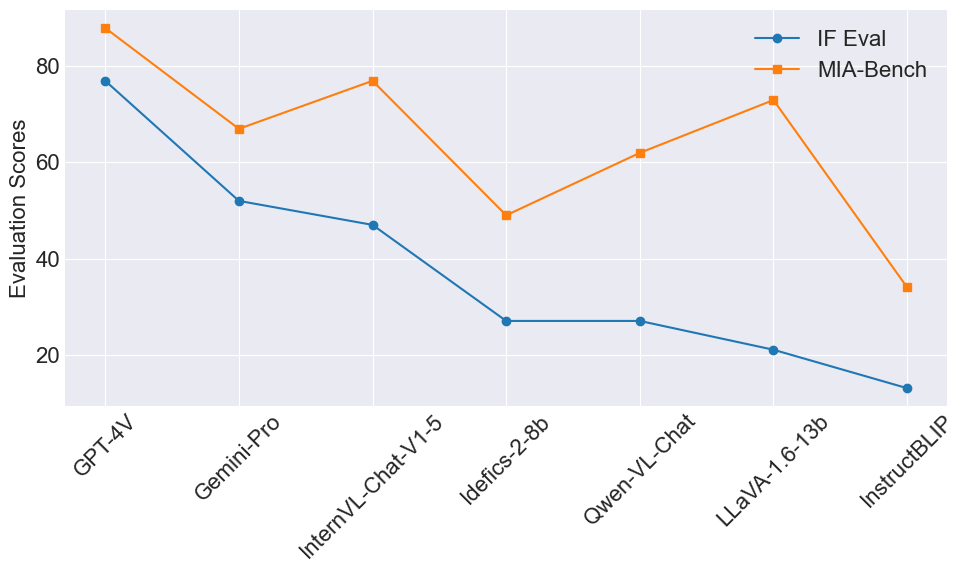 IF Eval
MIA-Bench
Evaluation Scores
80
60
40
20
GPT-4V
Gemini-Pro
InternVL-Chat-V1-5
Idefics-2-8b
Qwen-VL-Chat
LLaVA-1.6-13b
InstructBLIP